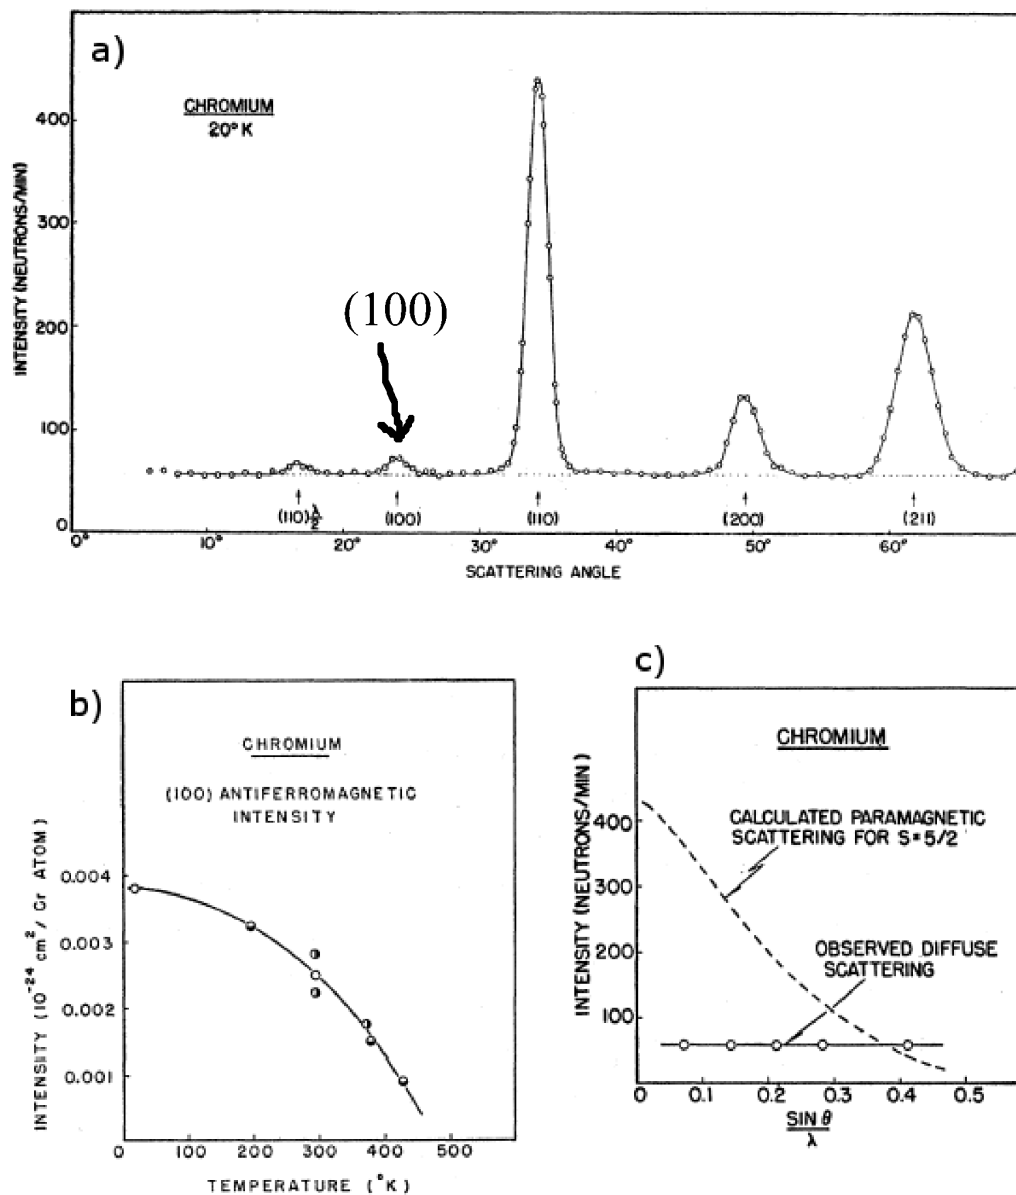 a)
CHROMIUM
20°K
(100)
INTENSITY (NEUTRONS/MIN)
400
300
200
100
0
(110) λ/2
(100)
(110)
(200)
(211)
0° 10° 20° 30° 40° 50° 60°
SCATTERING ANGLE
b)
CHROMIUM
(100) ANTIFERROMAGNETIC
INTENSITY
INTENSITY (10⁻²⁴ cm²/ Cr ATOM)
0.004
0.003
0.002
0.001
0 100 200 300 400 500
TEMPERATURE (°K)
c)
CHROMIUM
CALCULATED PARAMAGNETIC
SCATTERING FOR S=5/2
OBSERVED DIFFUSE
SCATTERING
INTENSITY (NEUTRONS/MIN)
400
300
200
100
0 0.1 0.2 0.3 0.4 0.5
SIN θ
λ